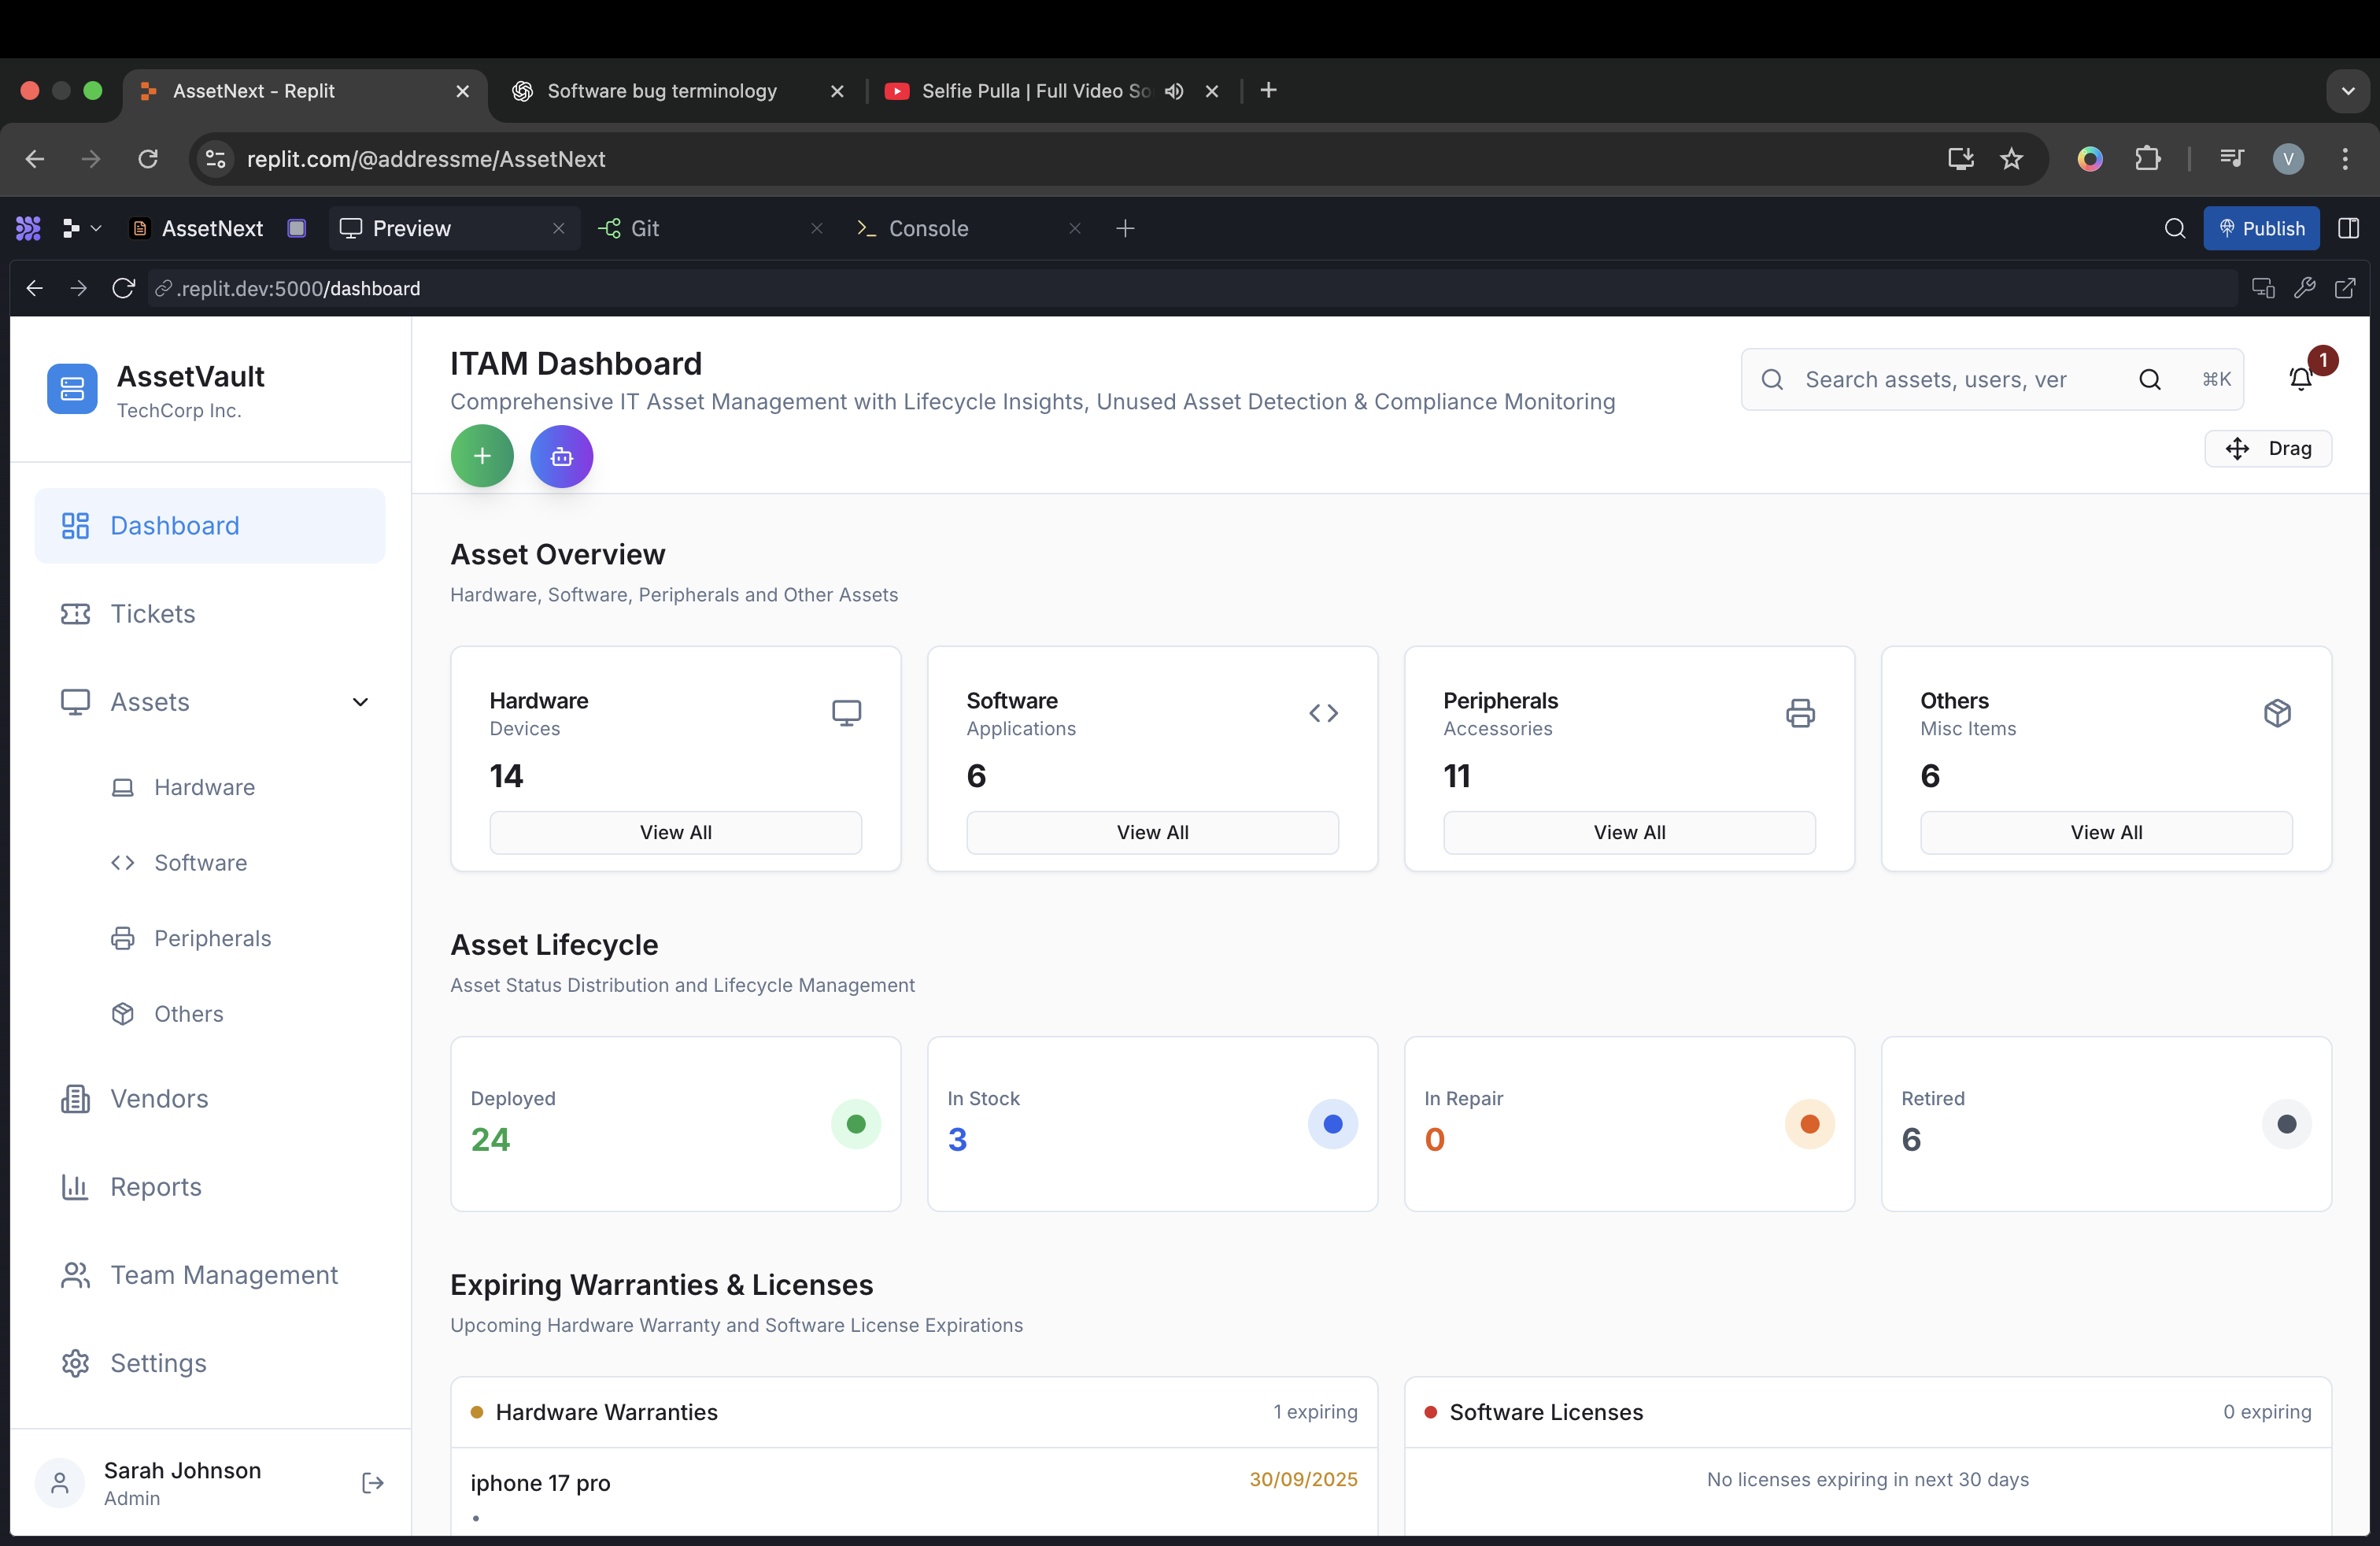 AssetNext - Replit
Software bug terminology
Selfie Pulla | Full Video So
replit.com/@addressme/AssetNext
V
AssetNext
Preview
Git
Console
Publish
.replit.dev:5000/dashboard
AssetVault
TechCorp Inc.
Dashboard
Tickets
Assets
Hardware
Software
Peripherals
Others
Vendors
Reports
Team Management
Settings
Sarah Johnson
Admin
ITAM Dashboard
Comprehensive IT Asset Management with Lifecycle Insights, Unused Asset Detection & Compliance Monitoring
Search assets, users, ver
⌘K
1
Drag
Asset Overview
Hardware, Software, Peripherals and Other Assets
Hardware
Devices
14
View All
Software
Applications
6
View All
Peripherals
Accessories
11
View All
Others
Misc Items
6
View All
Asset Lifecycle
Asset Status Distribution and Lifecycle Management
Deployed
24
In Stock
3
In Repair
0
Retired
6
Expiring Warranties & Licenses
Upcoming Hardware Warranty and Software License Expirations
Hardware Warranties
1 expiring
iphone 17 pro
30/09/2025
•
Software Licenses
0 expiring
No licenses expiring in next 30 days